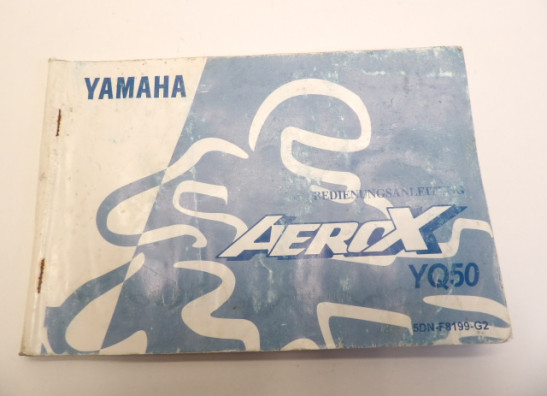 YAMAHA
BEDIENUNGSANLEITUNG
AEROX
YQ50
5DN-F8199-G2